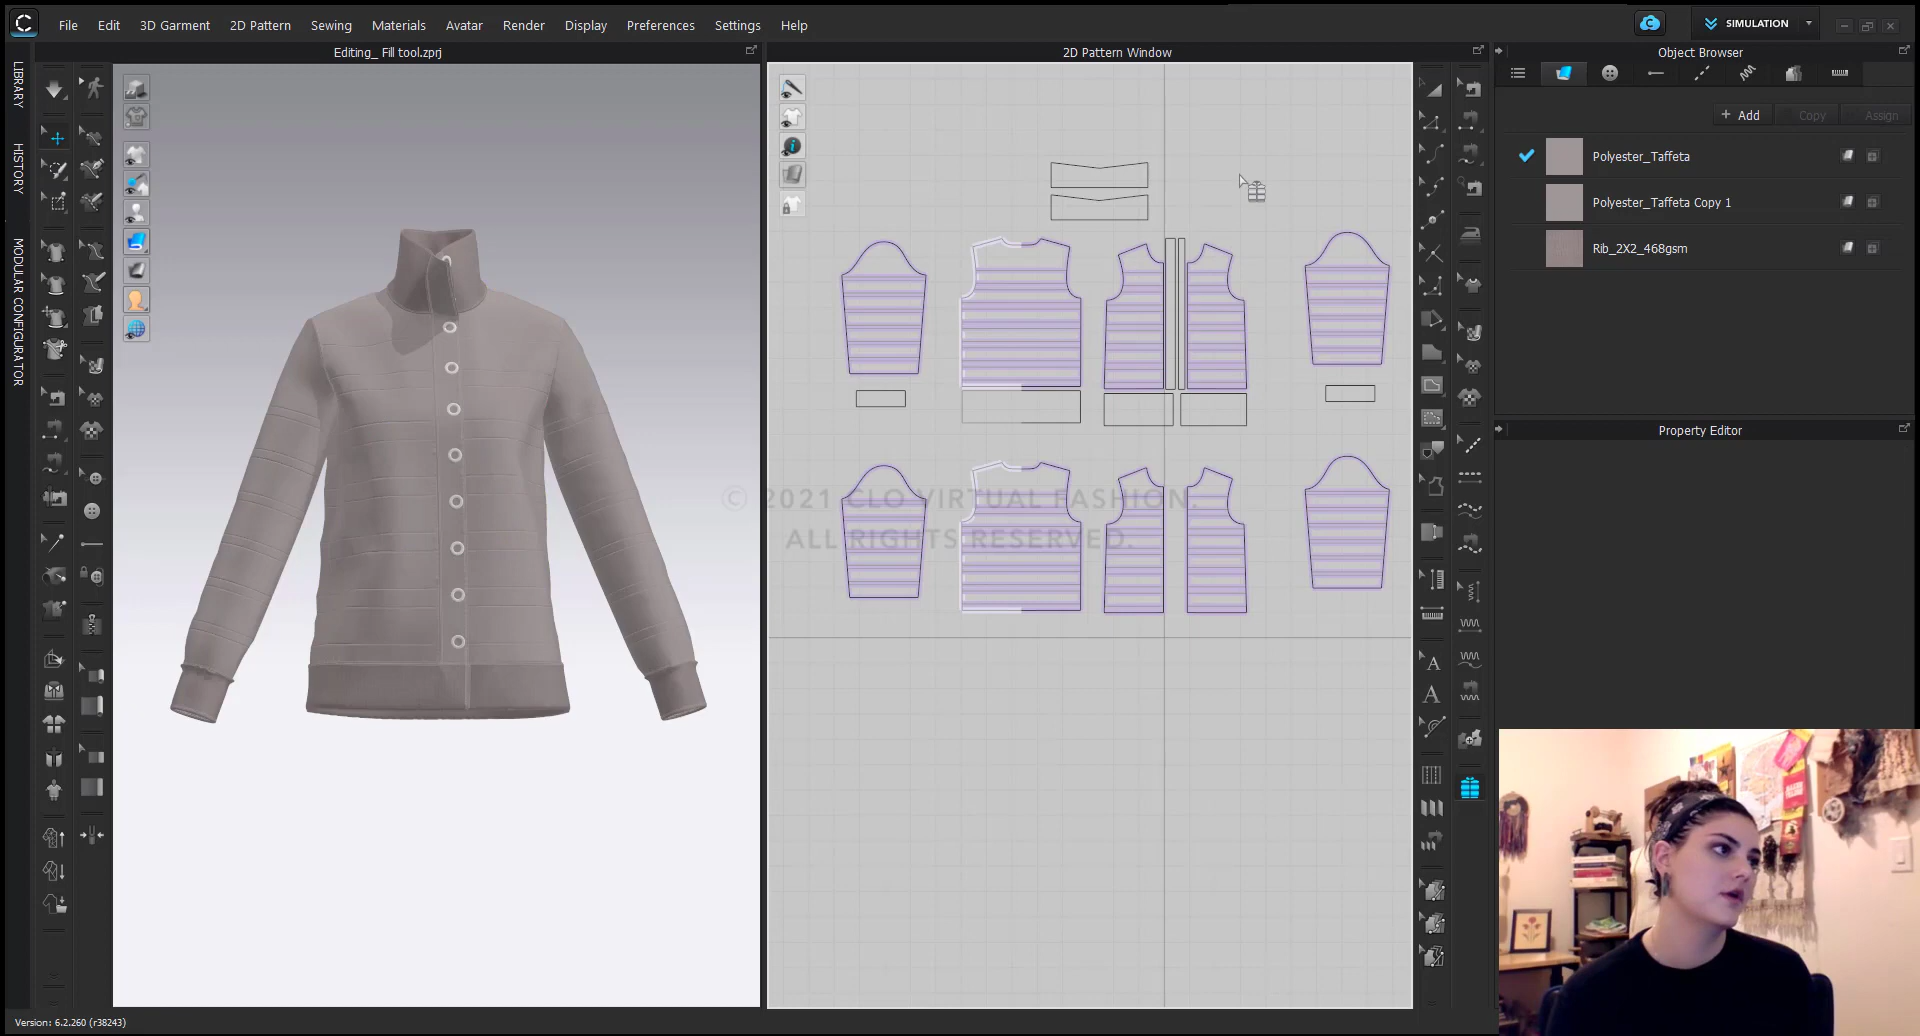 File Edit 3D Garment 2D Pattern Sewing Materials Avatar Render Display Preferences Settings Help
SIMULATION
Editing_ Fill tool.zprj
2D Pattern Window
Object Browser
LIBRARY
HISTORY
MODULAR CONFIGURATOR
+ Add Copy Assign
Polyester_Taffeta
Polyester_Taffeta Copy 1
Rib_2X2_468gsm
Property Editor
© 2021 CLO VIRTUAL FASHION.
ALL RIGHTS RESERVED.
A
A
Version: 6.2.260 (r38243)